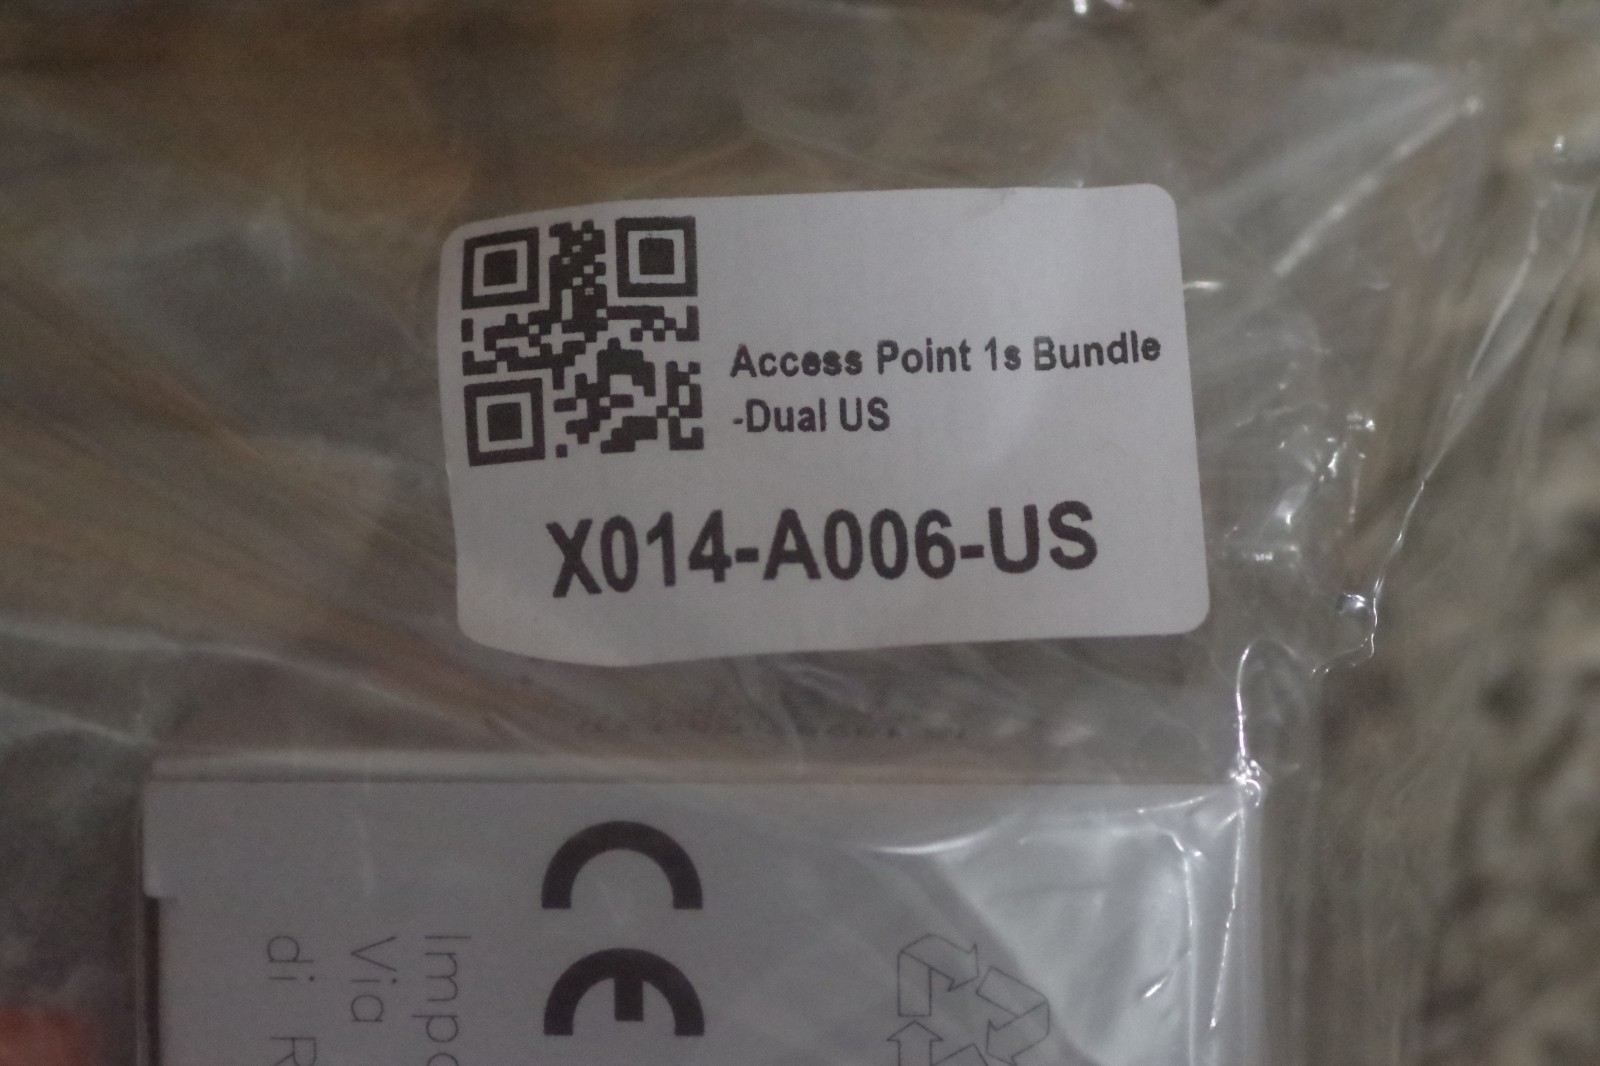 Access Point 1s Bundle
-Dual US
X014-A006-US
CE
Via
di